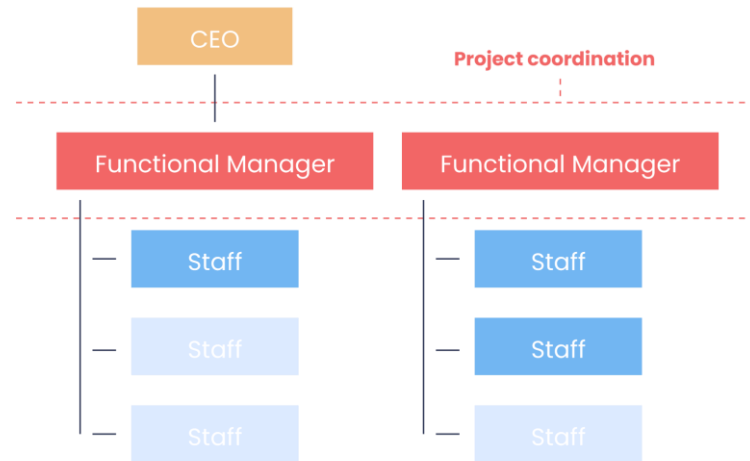 CEO
Project coordination
Functional Manager
Functional Manager
Staff
Staff
Staff
Staff
Staff
Staff